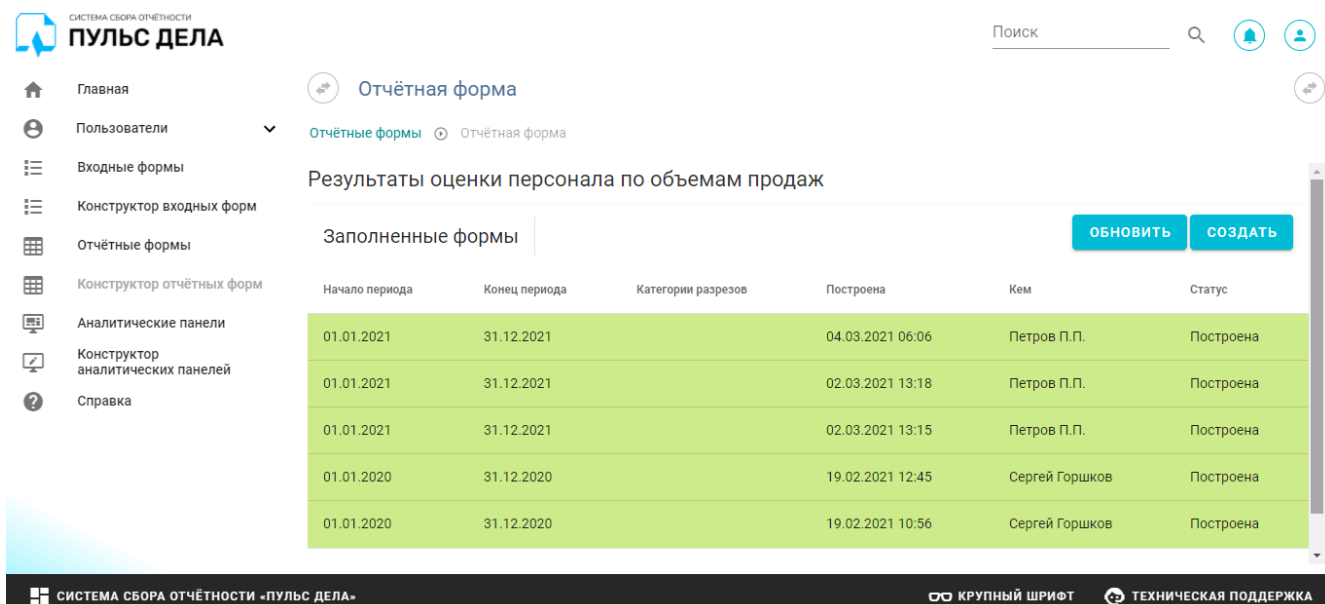 СИСТЕМА СБОРА ОТЧЁТНОСТИ
ПУЛЬС ДЕЛА
Поиск
Главная
Пользователи
Входные формы
Конструктор входных форм
Отчётные формы
Конструктор отчётных форм
Аналитические панели
Конструктор
аналитических панелей
Справка
Отчётная форма
Отчётные формы Отчётная форма
Результаты оценки персонала по объемам продаж
Заполненные формы
ОБНОВИТЬ СОЗДАТЬ
Начало периода Конец периода Категории разрезов Построена Кем Статус
01.01.2021 31.12.2021 04.03.2021 06:06 Петров П.П. Построена
01.01.2021 31.12.2021 02.03.2021 13:18 Петров П.П. Построена
01.01.2021 31.12.2021 02.03.2021 13:15 Петров П.П. Построена
01.01.2020 31.12.2020 19.02.2021 12:45 Сергей Горшков Построена
01.01.2020 31.12.2020 19.02.2021 10:56 Сергей Горшков Построена
СИСТЕМА СБОРА ОТЧЁТНОСТИ «ПУЛЬС ДЕЛА» КРУПНЫЙ ШРИФТ ТЕХНИЧЕСКАЯ ПОДДЕРЖКА